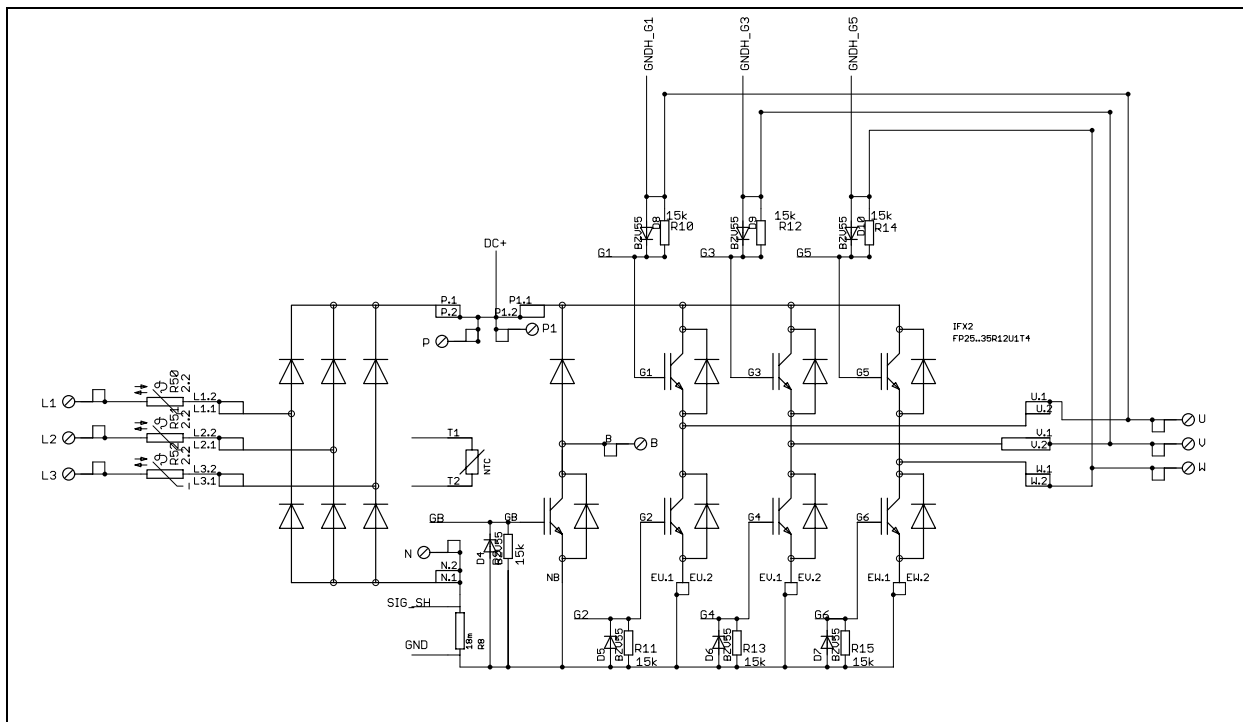 GNDH_G1
GNDH_G3
GNDH_G5
BZV55
D8
15k
R10
BZV55
D9
15k
R12
BZV55
D10
15k
R14
DC+
G1
G3
G5
P.1
P.2
P1.1
P1.2
P
P1
IFX2
FP25..35R12U1T4
G1
G3
G5
L1
R50
2.2
L1.2
L1.1
L2
R51
2.2
L2.2
L2.1
L3
R52
2.2
L3.2
L3.1
T1
T2
NTC
B
B
U.1
U.2
U
V.1
V.2
V
W.1
W.2
W
GB
GB
G2
G4
G6
N
N.2
N.1
D4
BZV55
15k
NB
EU.1
EU.2
EV.1
EV.2
EW.1
EW.2
SIG_SH
GND
18m
R8
G2
D5
BZV55
R11
15k
G4
D6
BZV55
R13
15k
G6
D7
BZV55
R15
15k